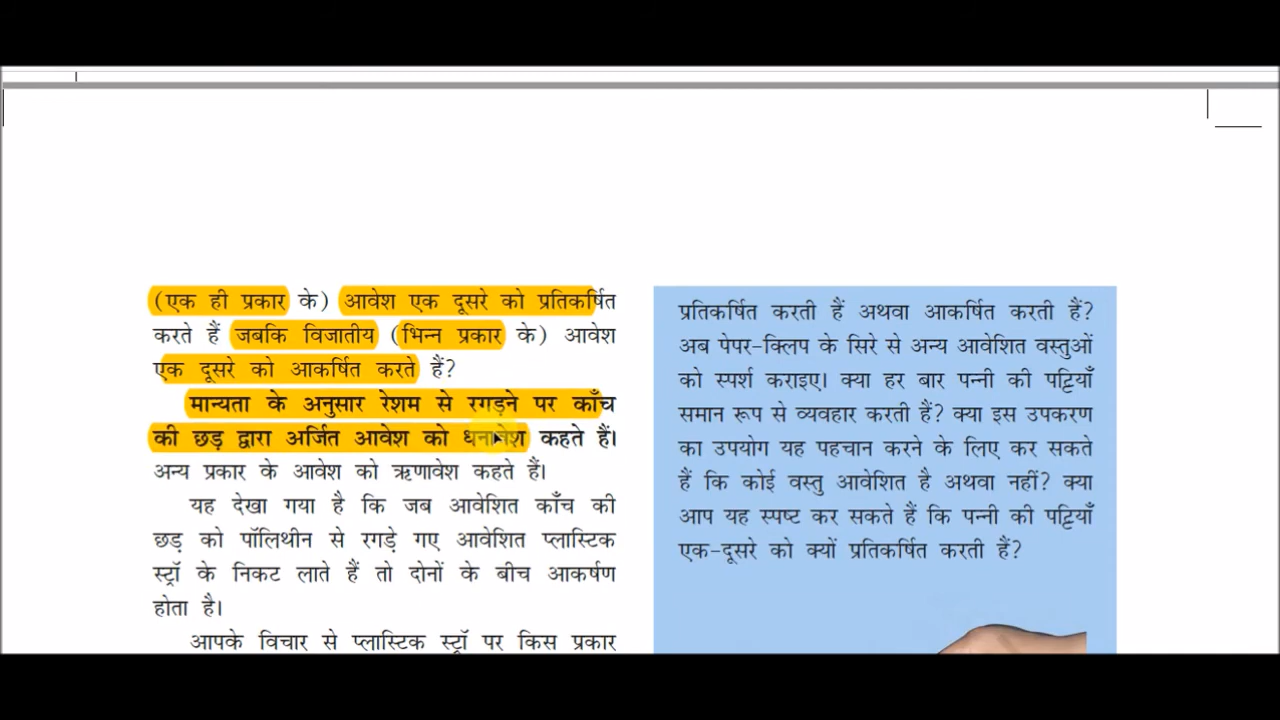 (एक ही प्रकार के) आवेश एक दूसरे को प्रतिकर्षित
करते हैं जबकि विजातीय (भिन्न प्रकार के) आवेश
एक दूसरे को आकर्षित करते हैं?
मान्यता के अनुसार रेशम से रगड़ने पर काँच
की छड़ द्वारा अर्जित आवेश को धनावेश कहते हैं।
अन्य प्रकार के आवेश को ऋणावेश कहते हैं।
यह देखा गया है कि जब आवेशित काँच की
छड़ को पॉलिथीन से रगड़े गए आवेशित प्लास्टिक
स्ट्रॉ के निकट लाते हैं तो दोनों के बीच आकर्षण
होता है।
आपके विचार से प्लास्टिक स्ट्रॉ पर किस प्रकार
प्रतिकर्षित करती हैं अथवा आकर्षित करती हैं?
अब पेपर-क्लिप के सिरे से अन्य आवेशित वस्तुओं
को स्पर्श कराइए। क्या हर बार पन्नी की पट्टियाँ
समान रूप से व्यवहार करती हैं? क्या इस उपकरण
का उपयोग यह पहचान करने के लिए कर सकते
हैं कि कोई वस्तु आवेशित है अथवा नहीं? क्या
आप यह स्पष्ट कर सकते हैं कि पन्नी की पट्टियाँ
एक-दूसरे को क्यों प्रतिकर्षित करती हैं?